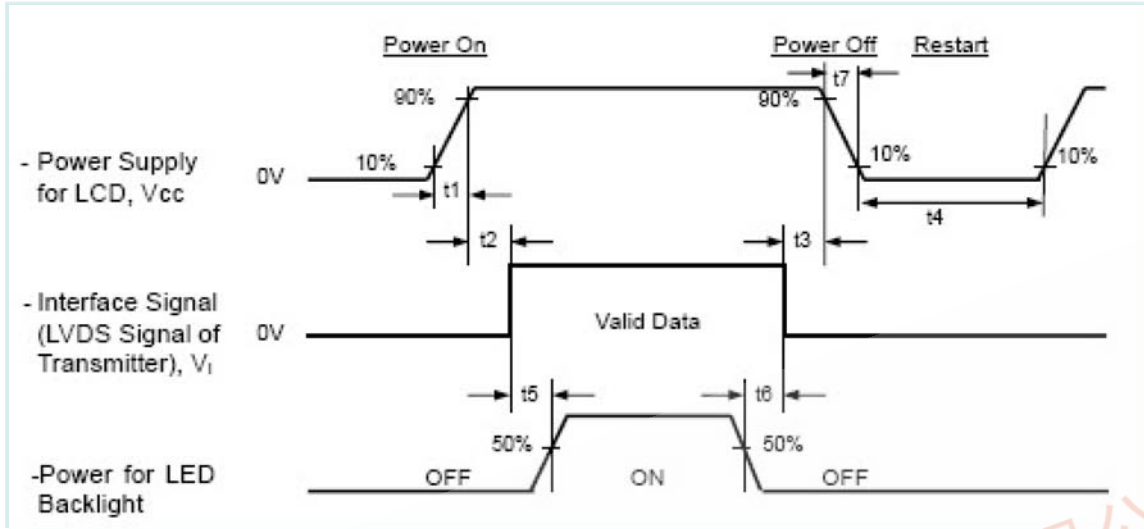 Power On
Power Off
Restart
t7
90%
90%
- Power Supply
for LCD, Vcc
0V
10%
10%
10%
t1
t4
t2
t3
- Interface Signal
(LVDS Signal of
Transmitter), VI
0V
Valid Data
t5
t6
50%
50%
-Power for LED
Backlight
OFF
ON
OFF